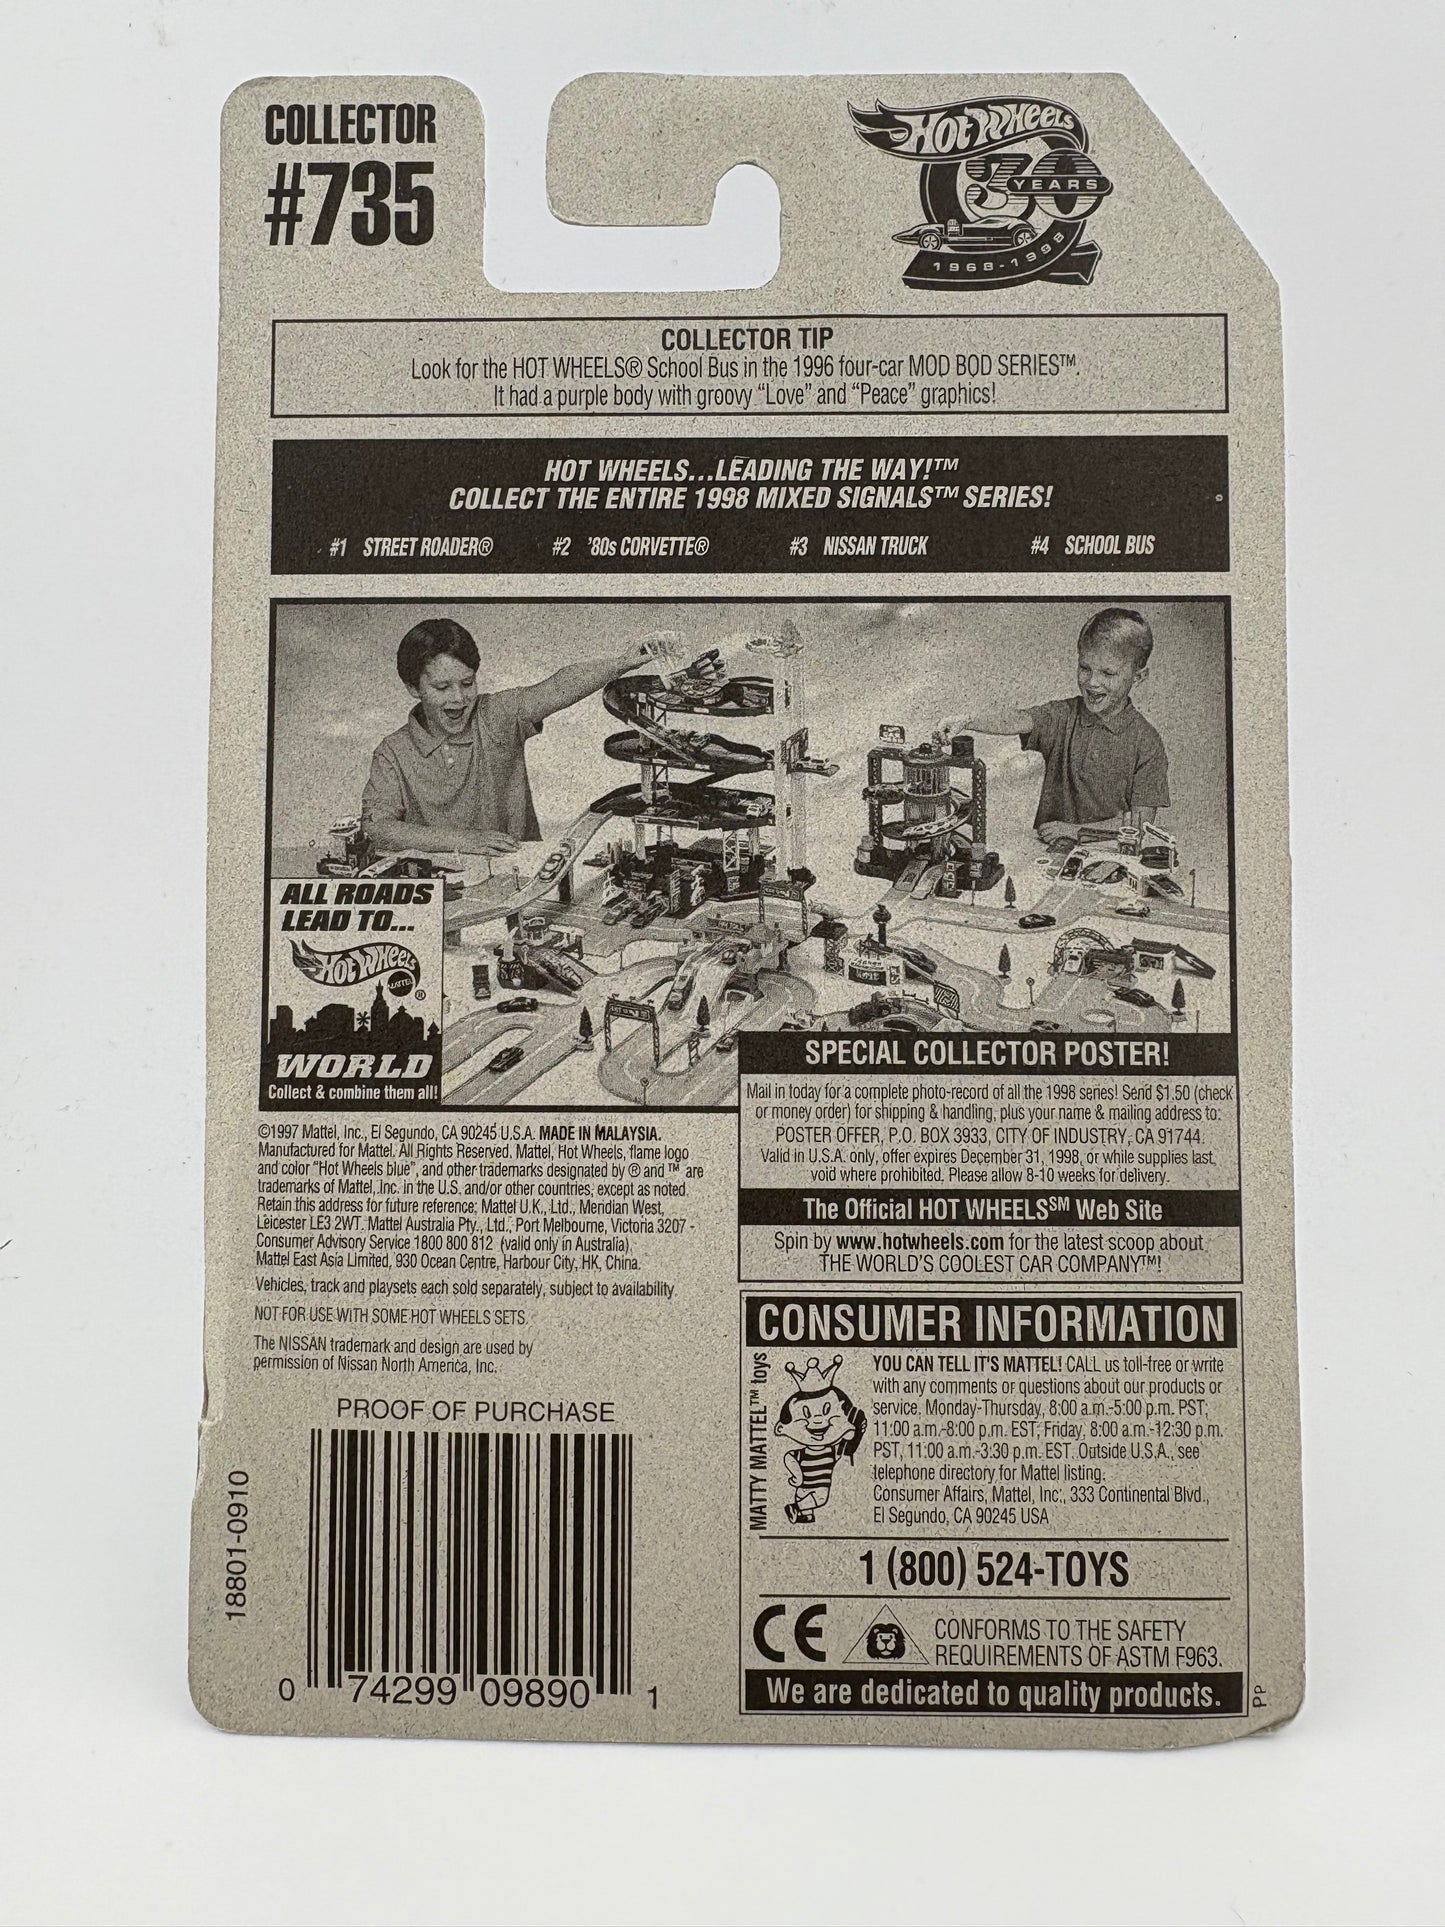 COLLECTOR
#735
HOT WHEELS
30
YEARS
1968-1998
COLLECTOR TIP
Look for the HOT WHEELS® School Bus in the 1996 four-car MOD BOD SERIES™.
It had a purple body with groovy “Love” and “Peace” graphics!
HOT WHEELS...LEADING THE WAY!™
COLLECT THE ENTIRE 1998 MIXED SIGNALS™ SERIES!
#1 STREET ROADER® #2 '80s CORVETTE® #3 NISSAN TRUCK #4 SCHOOL BUS
ALL ROADS
LEAD TO...
HOT WHEELS
MATTEL
®
WORLD
Collect & combine them all!
SPECIAL COLLECTOR POSTER!
Mail in today for a complete photo-record of all the 1998 series! Send $1.50 (check
or money order) for shipping & handling, plus your name & mailing address to:
POSTER OFFER, P.O. BOX 3933, CITY OF INDUSTRY, CA 91744.
Valid in U.S.A. only, offer expires December 31, 1998, or while supplies last,
void where prohibited. Please allow 8-10 weeks for delivery.
The Official HOT WHEELS℠ Web Site
Spin by www.hotwheels.com for the latest scoop about
THE WORLD'S COOLEST CAR COMPANY™!
©1997 Mattel, Inc., El Segundo, CA 90245 U.S.A. MADE IN MALAYSIA.
Manufactured for Mattel. All Rights Reserved. Mattel, Hot Wheels, flame logo
and color “Hot Wheels blue”, and other trademarks designated by ® and ™ are
trademarks of Mattel, Inc. in the U.S. and/or other countries, except as noted.
Retain this address for future reference: Mattel U.K., Ltd., Meridian West,
Leicester LE3 2WT. Mattel Australia Pty., Ltd., Port Melbourne, Victoria 3207 -
Consumer Advisory Service 1800 800 812 (valid only in Australia).
Mattel East Asia Limited, 930 Ocean Centre, Harbour City, HK, China.
Vehicles, track and playsets each sold separately, subject to availability.
NOT FOR USE WITH SOME HOT WHEELS SETS.
The NISSAN trademark and design are used by
permission of Nissan North America, Inc.
PROOF OF PURCHASE
18801-0910
0 74299 09890 1
CONSUMER INFORMATION
MATTY MATTEL™ toys
YOU CAN TELL IT'S MATTEL! CALL us toll-free or write
with any comments or questions about our products or
service. Monday-Thursday, 8:00 a.m.-5:00 p.m. PST;
11:00 a.m.-8:00 p.m. EST; Friday, 8:00 a.m.-12:30 p.m.
PST, 11:00 a.m.-3:30 p.m. EST. Outside U.S.A., see
telephone directory for Mattel listing.
Consumer Affairs, Mattel, Inc., 333 Continental Blvd.,
El Segundo, CA 90245 USA
1 (800) 524-TOYS
CE
CONFORMS TO THE SAFETY
REQUIREMENTS OF ASTM F963.
We are dedicated to quality products.
PP